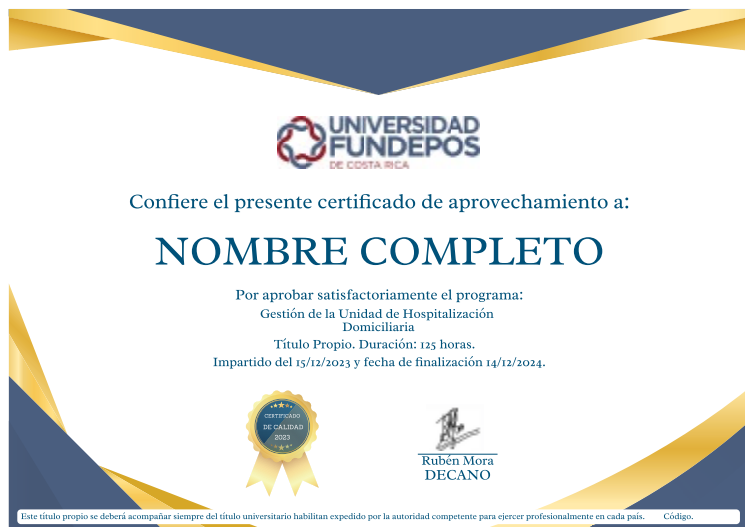 UNIVERSIDAD
FUNDEPOS
DE COSTA RICA
Confiere el presente certificado de aprovechamiento a:
NOMBRE COMPLETO
Por aprobar satisfactoriamente el programa:
Gestión de la Unidad de Hospitalización
Domiciliaria
Título Propio. Duración: 125 horas.
Impartido del 15/12/2023 y fecha de finalización 14/12/2024.
CERTIFICADO
DE CALIDAD
2023
Rubén Mora
DECANO
Este título propio se deberá acompañar siempre del título universitario habilitan expedido por la autoridad competente para ejercer profesionalmente en cada país. Código.